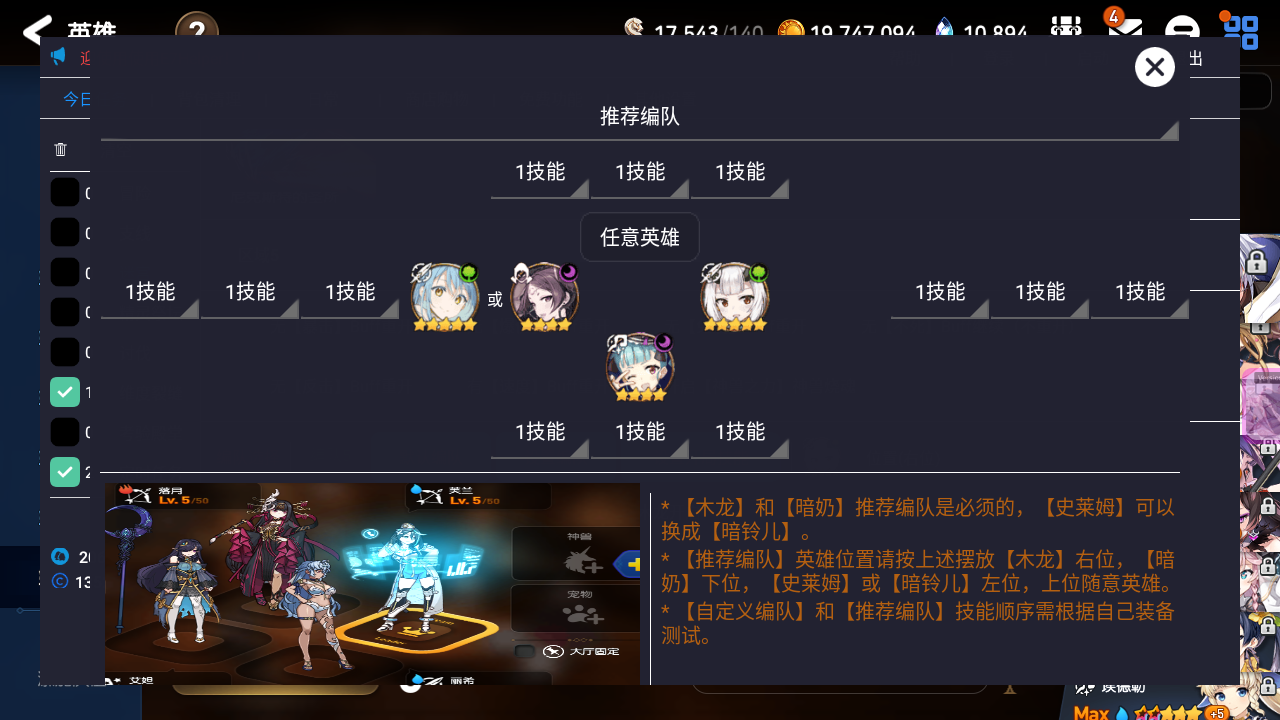 英雄
?
17,543/140
19,747,094
10,894
4
出
今日
推荐编队
1技能 1技能 1技能
任意英雄
1技能 1技能 1技能 或 1技能 1技能 1技能
1技能 1技能 1技能
落月
Lv. 5/50
芙兰
Lv. 5/50
神兽
宠物
大厅固定
丽希
* 【木龙】和【暗奶】推荐编队是必须的，【史莱姆】可以
换成【暗铃儿】。
* 【推荐编队】英雄位置请按上述摆放【木龙】右位，【暗
奶】下位，【史莱姆】或【暗铃儿】左位，上位随意英雄。
* 【自定义编队】和【推荐编队】技能顺序需根据自己装备
测试。
13
Max
+5